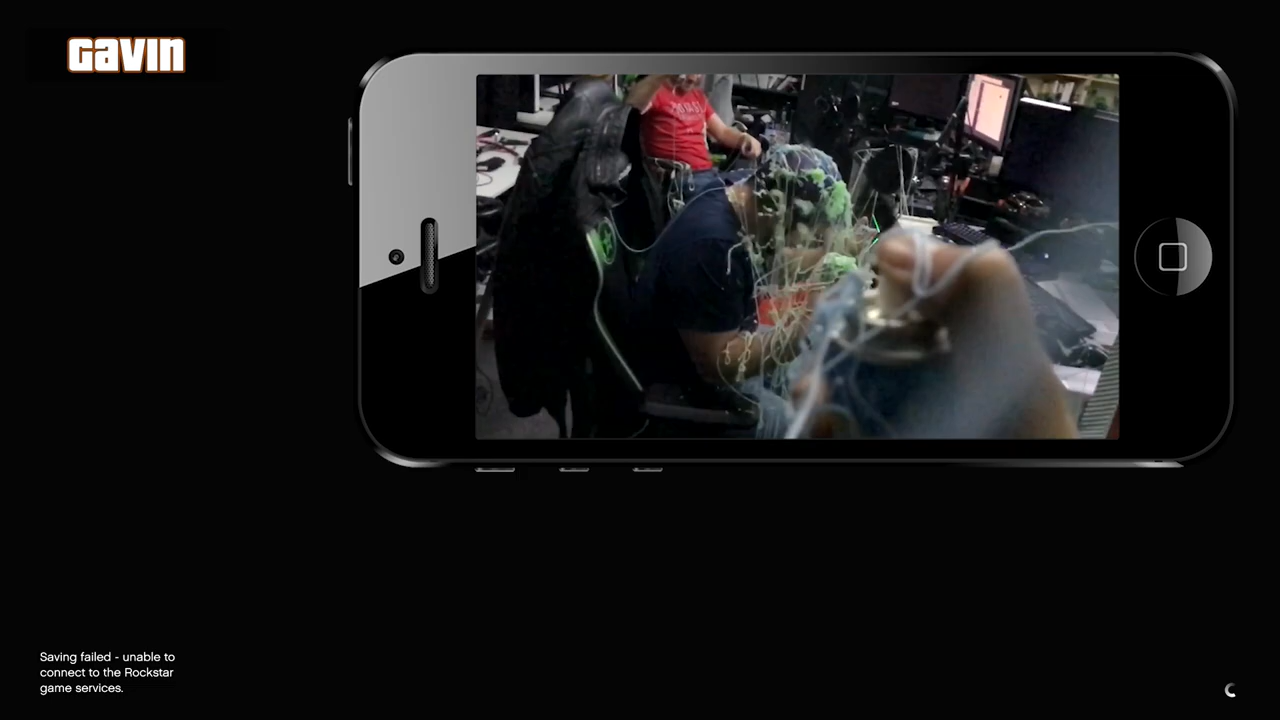 GAVIN
Saving failed - unable to
connect to the Rockstar
game services.